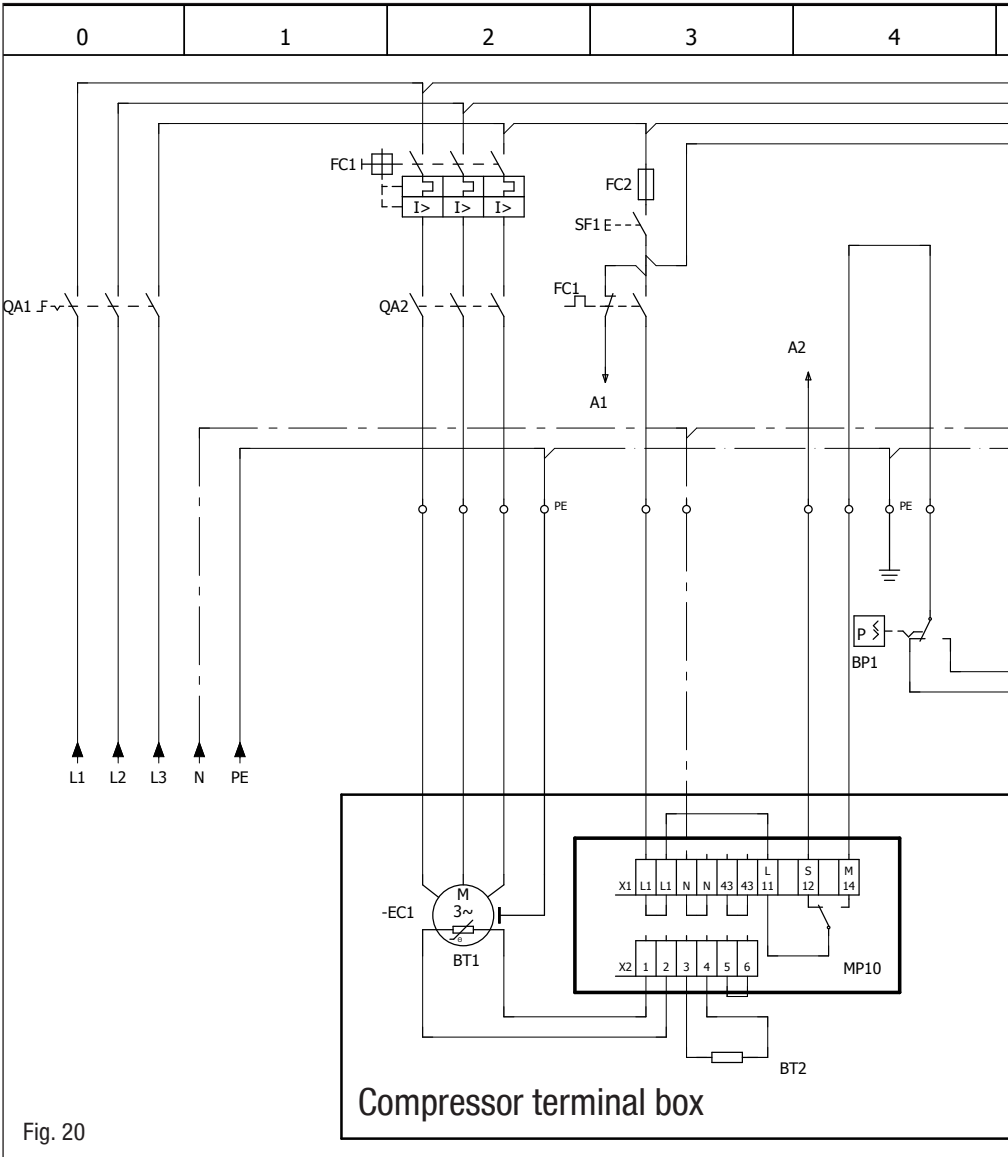 0 1 2 3 4
FC1
I> I> I>
FC2
SF1
QA1
QA2
FC1
A1
A2
PE
PE
P
BP1
L1 L2 L3 N PE
-EC1
M
3~
θ
BT1
X1 L1 L1 N N 43 43 L 11 S 12 M 14
X2 1 2 3 4 5 6
MP10
BT2
Compressor terminal box
Fig. 20